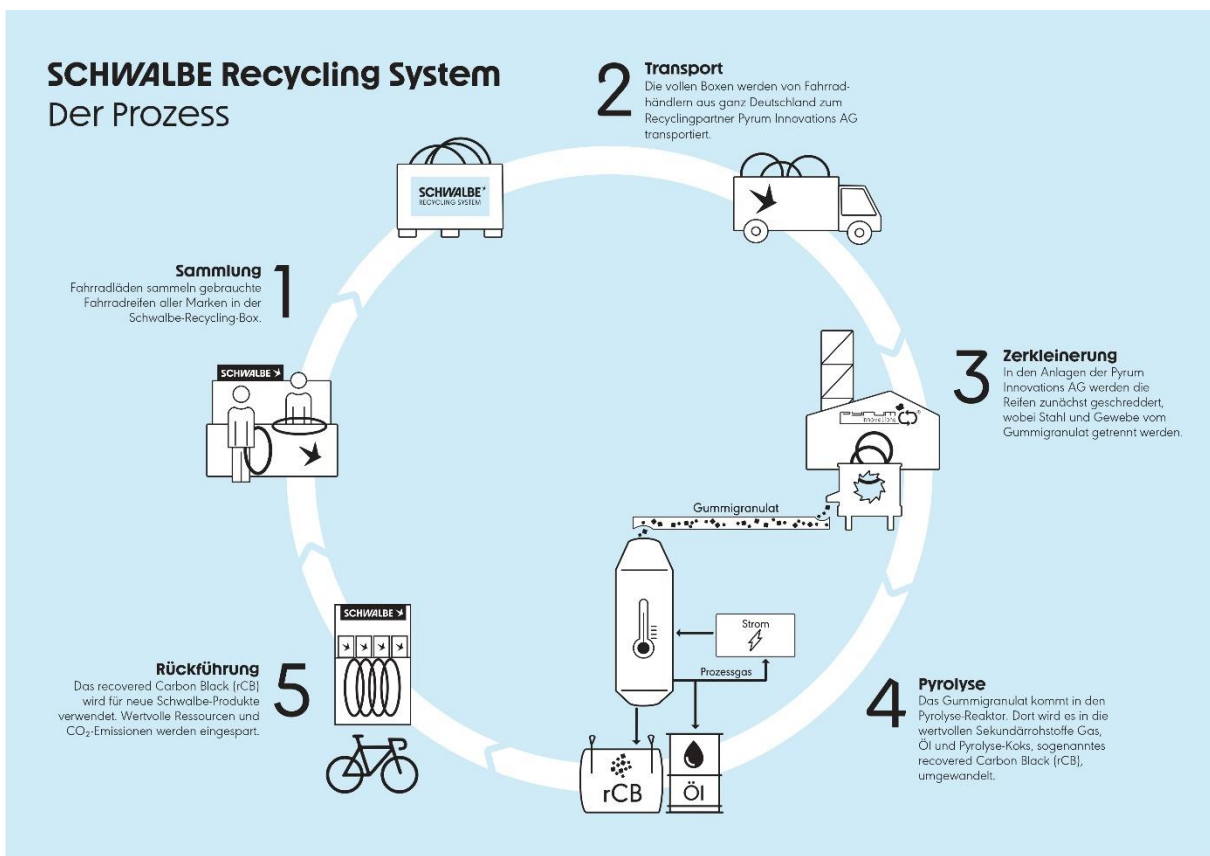 SCHWALBE Recycling System
Der Prozess
SCHWALBE
RECYCLING SYSTEM
1
Sammlung
Fahrradläden sammeln gebrauchte
Fahrradreifen aller Marken in der
Schwalbe-Recycling-Box.
SCHWALBE
2
Transport
Die vollen Boxen werden von Fahrrad-
händlern aus ganz Deutschland zum
Recyclingpartner Pyrum Innovations AG
transportiert.
3
Zerkleinerung
In den Anlagen der Pyrum
Innovations AG werden die
Reifen zunächst geschreddert,
wobei Stahl und Gewebe vom
Gummigranulat getrennt werden.
pyrum
innovations
Gummigranulat
Strom
Prozessgas
rCB
Öl
4
Pyrolyse
Das Gummigranulat kommt in den
Pyrolyse-Reaktor. Dort wird es in die
wertvollen Sekundärrohstoffe Gas,
Öl und Pyrolyse-Koks, sogenanntes
recovered Carbon Black (rCB),
umgewandelt.
5
Rückführung
Das recovered Carbon Black (rCB)
wird für neue Schwalbe-Produkte
verwendet. Wertvolle Ressourcen und
CO₂-Emissionen werden eingespart.
SCHWALBE